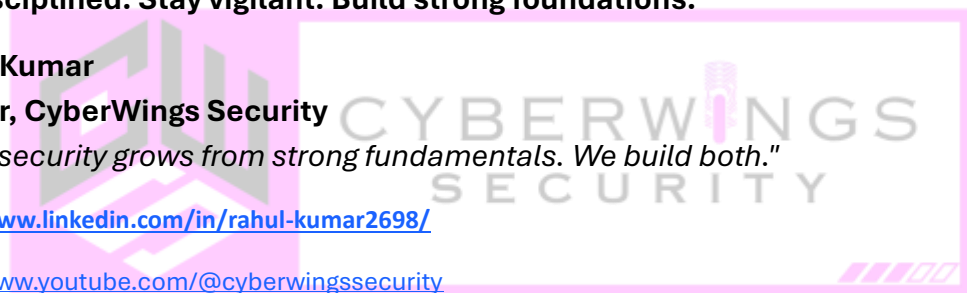 sciplined. Stay vigilant. Build strong foundations.
Kumar
r, CyberWings Security
security grows from strong fundamentals. We build both."
ww.linkedin.com/in/rahul-kumar2698/
ww.youtube.com/@cyberwingssecurity
CYBERWINGS
SECURITY